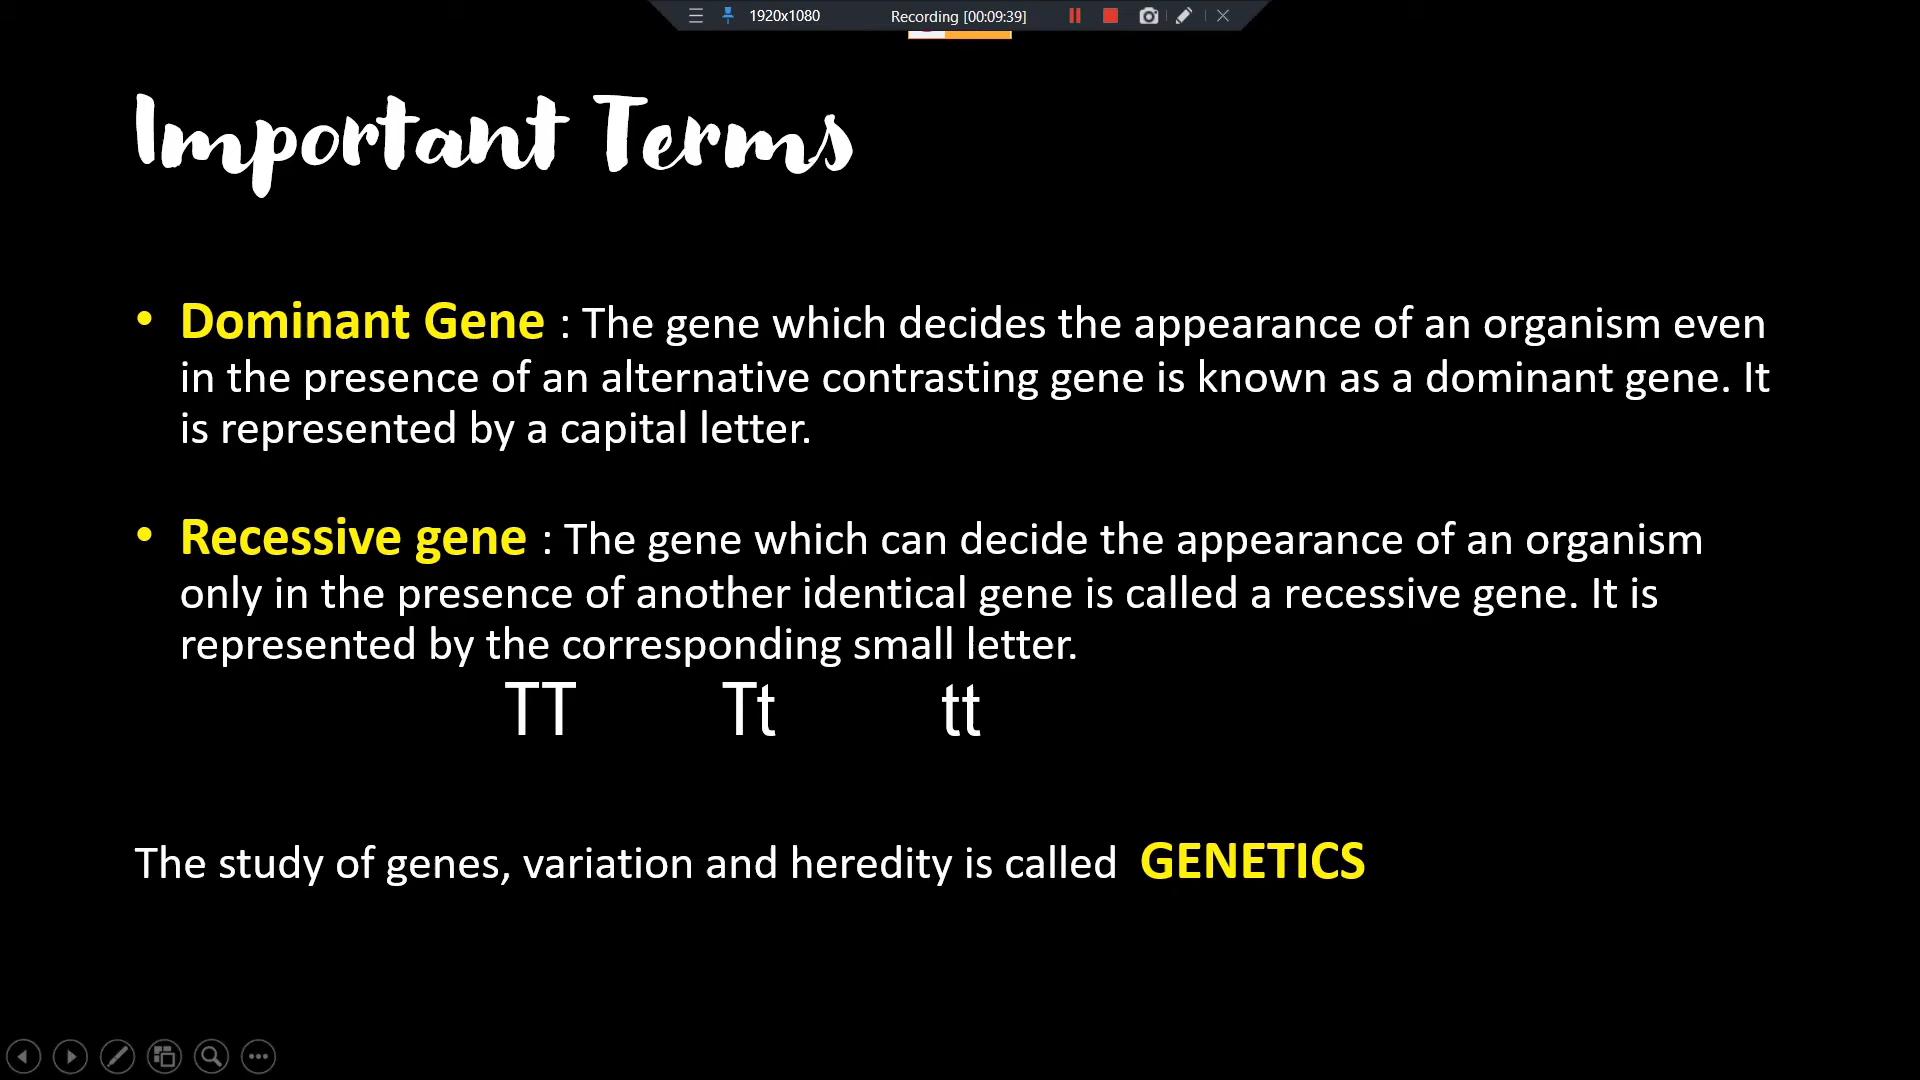 1920x1080 Recording [00:09:39]
Important Terms
• Dominant Gene : The gene which decides the appearance of an organism even
in the presence of an alternative contrasting gene is known as a dominant gene. It
is represented by a capital letter.
• Recessive gene : The gene which can decide the appearance of an organism
only in the presence of another identical gene is called a recessive gene. It is
represented by the corresponding small letter.
TT Tt tt
The study of genes, variation and heredity is called GENETICS